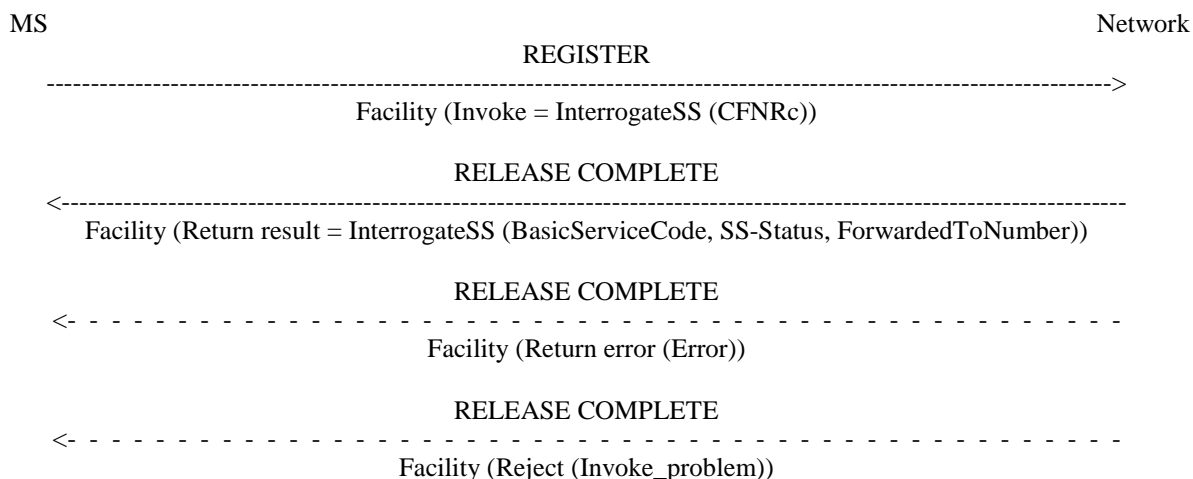 MS Network
REGISTER
Facility (Invoke = InterrogateSS (CFNRc))
RELEASE COMPLETE
Facility (Return result = InterrogateSS (BasicServiceCode, SS-Status, ForwardedToNumber))
RELEASE COMPLETE
Facility (Return error (Error))
RELEASE COMPLETE
Facility (Reject (Invoke_problem))